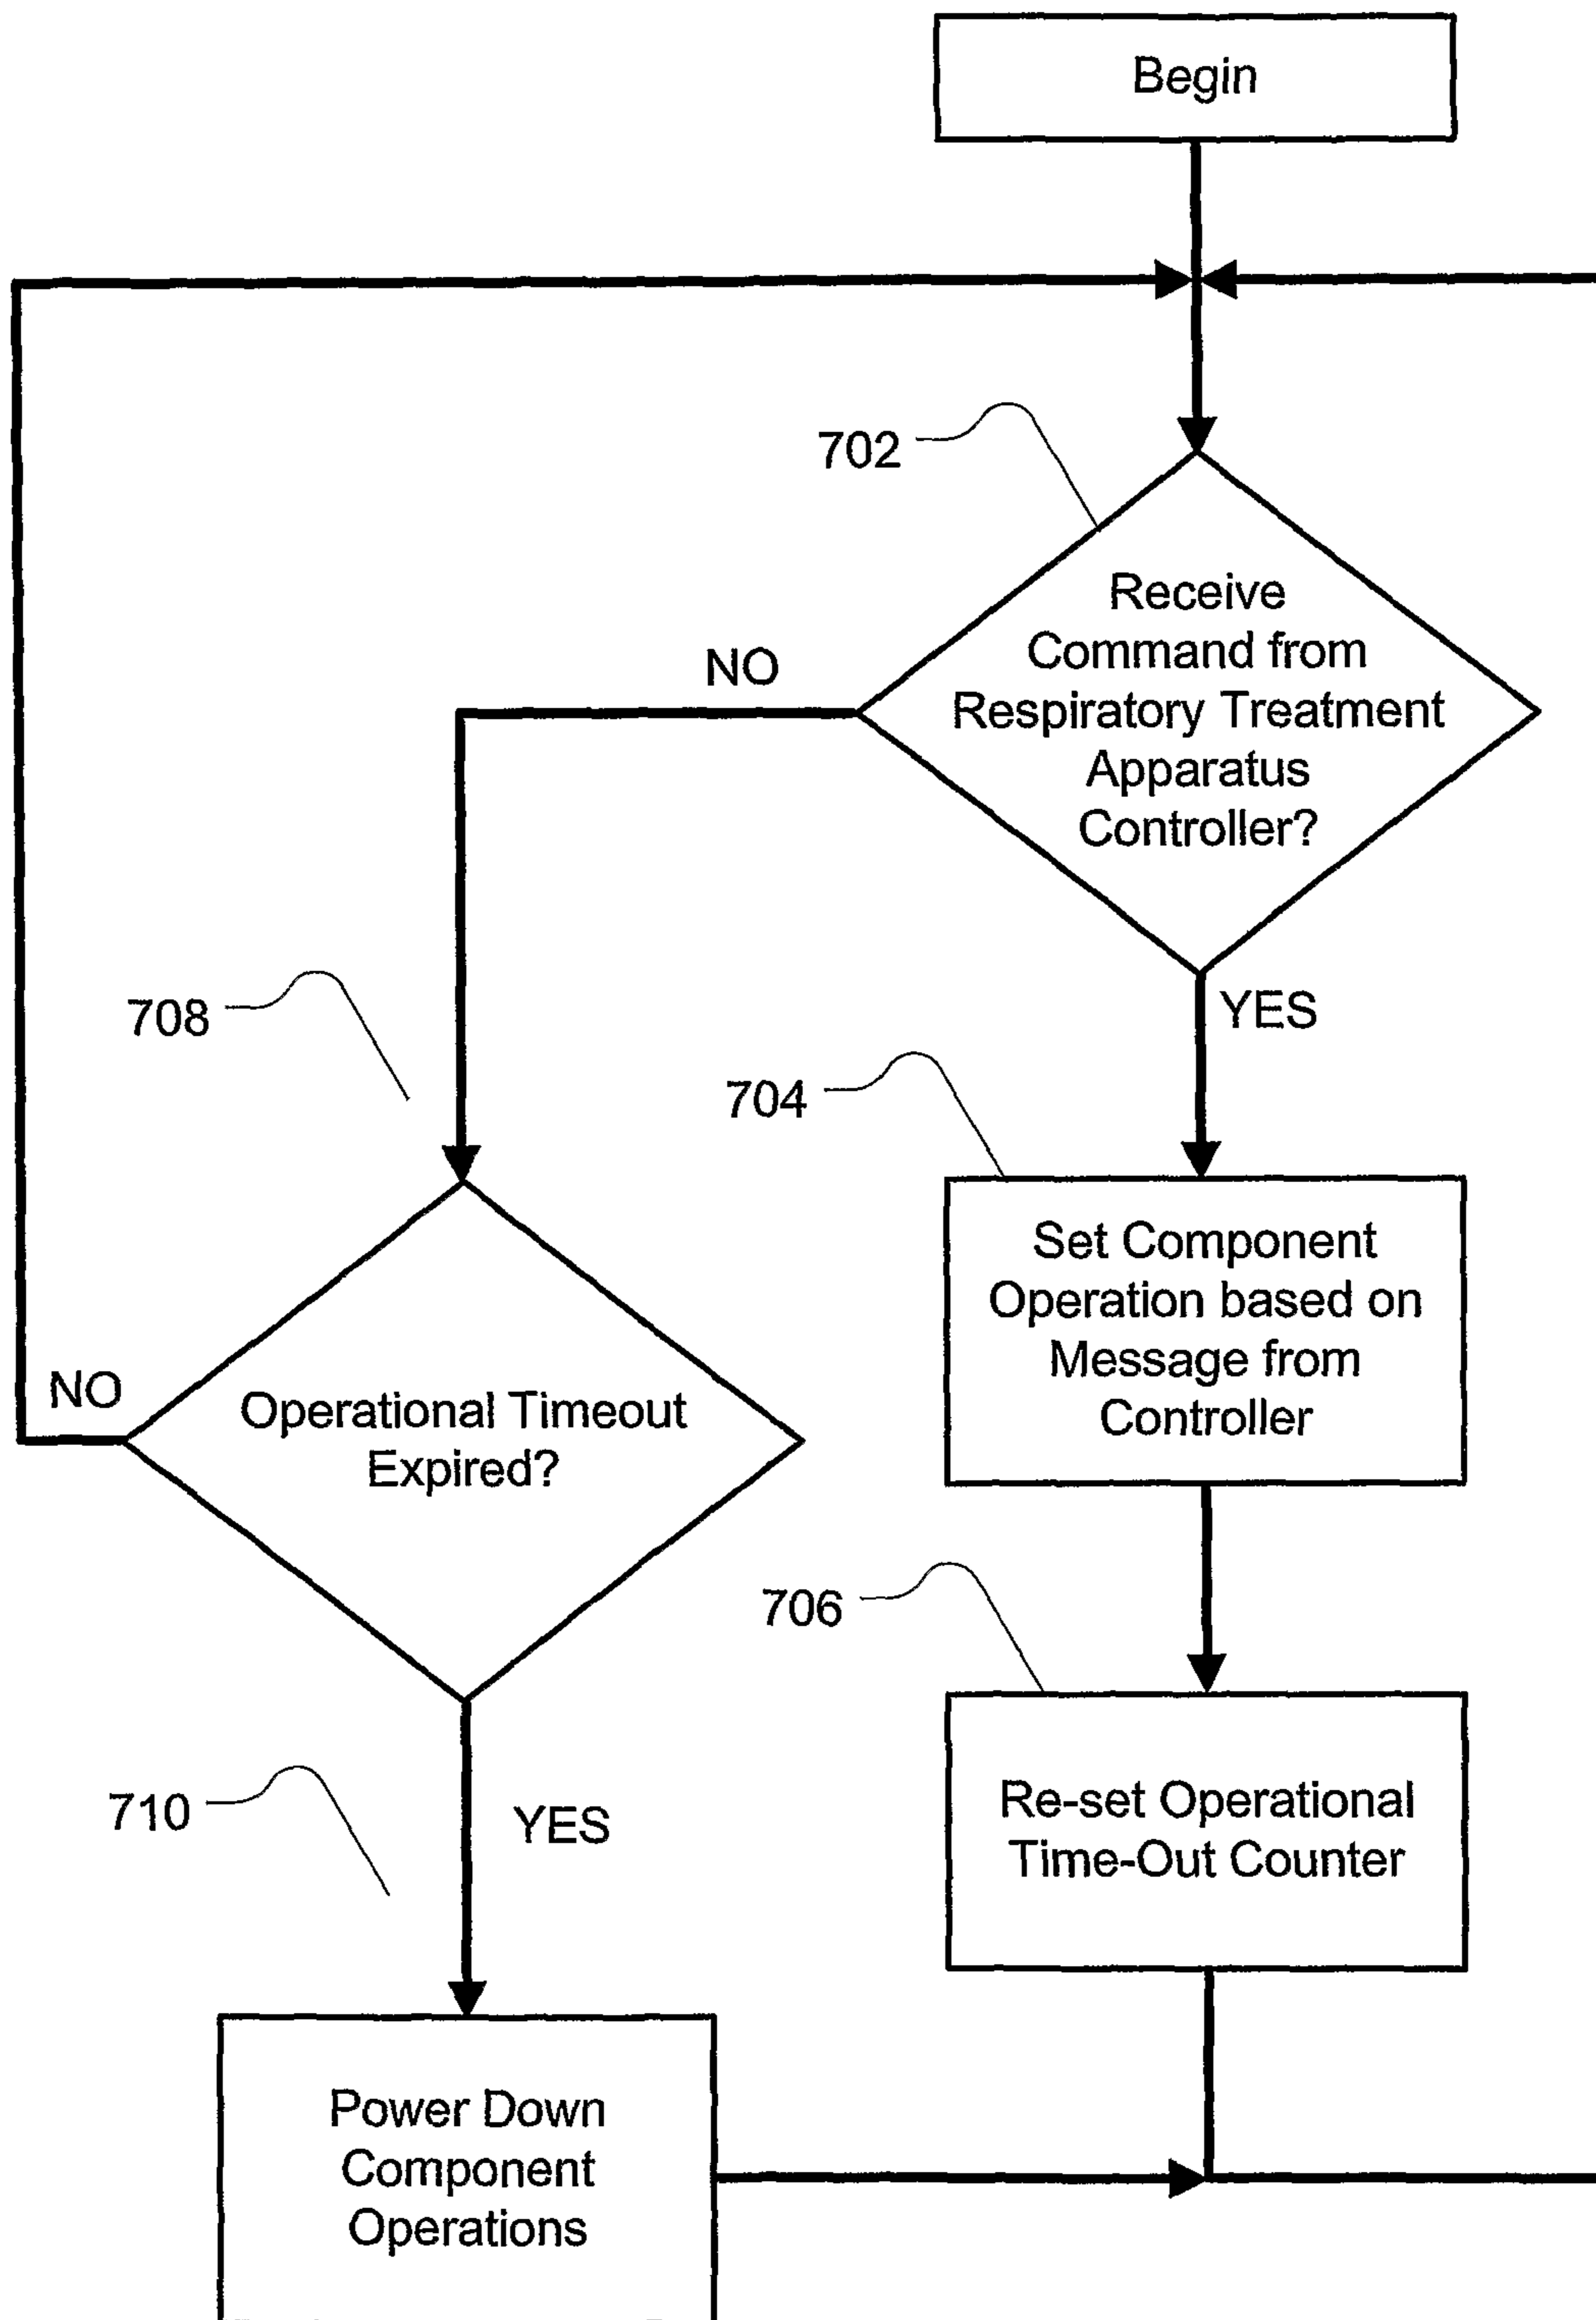 Begin
702
Receive
Command from
Respiratory Treatment
Apparatus
Controller?
NO
YES
708
704
Set Component
Operation based on
Message from
Controller
NO
Operational Timeout
Expired?
706
Re-set Operational
Time-Out Counter
710
YES
Power Down
Component
Operations